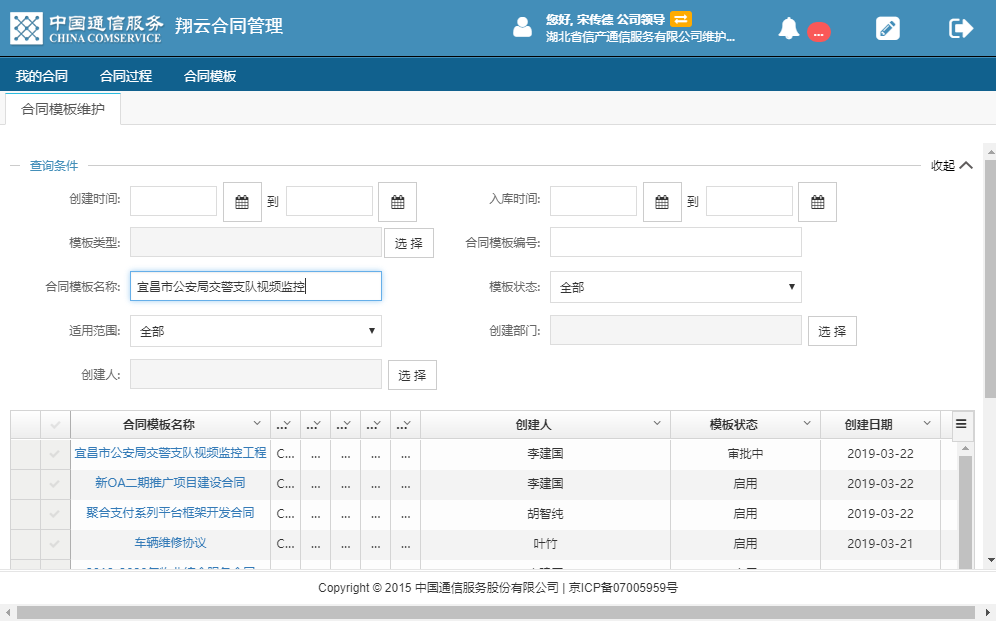 中国通信服务
CHINA COMSERVICE
翔云合同管理
您好, 宋传德 公司领导
湖北省信产通信服务有限公司维护...
...
我的合同 合同过程 合同模板
合同模板维护
查询条件 收起
创建时间: 到 入库时间: 到
模板类型: 选 择 合同模板编号:
合同模板名称: 宜昌市公安局交警支队视频监控 模板状态: 全部
适用范围: 全部 创建部门: 选 择
创建人: 选 择
合同模板名称 ... ... ... ... ... 创建人 模板状态 创建日期
宜昌市公安局交警支队视频监控工程 C... ... ... ... ... 李建国 审批中 2019-03-22
新OA二期推广项目建设合同 C... ... ... ... ... 李建国 启用 2019-03-22
聚合支付系列平台框架开发合同 C... ... ... ... ... 胡智纯 启用 2019-03-22
车辆维修协议 C... ... ... ... ... 叶竹 启用 2019-03-21
Copyright © 2015 中国通信服务股份有限公司 | 京ICP备07005959号